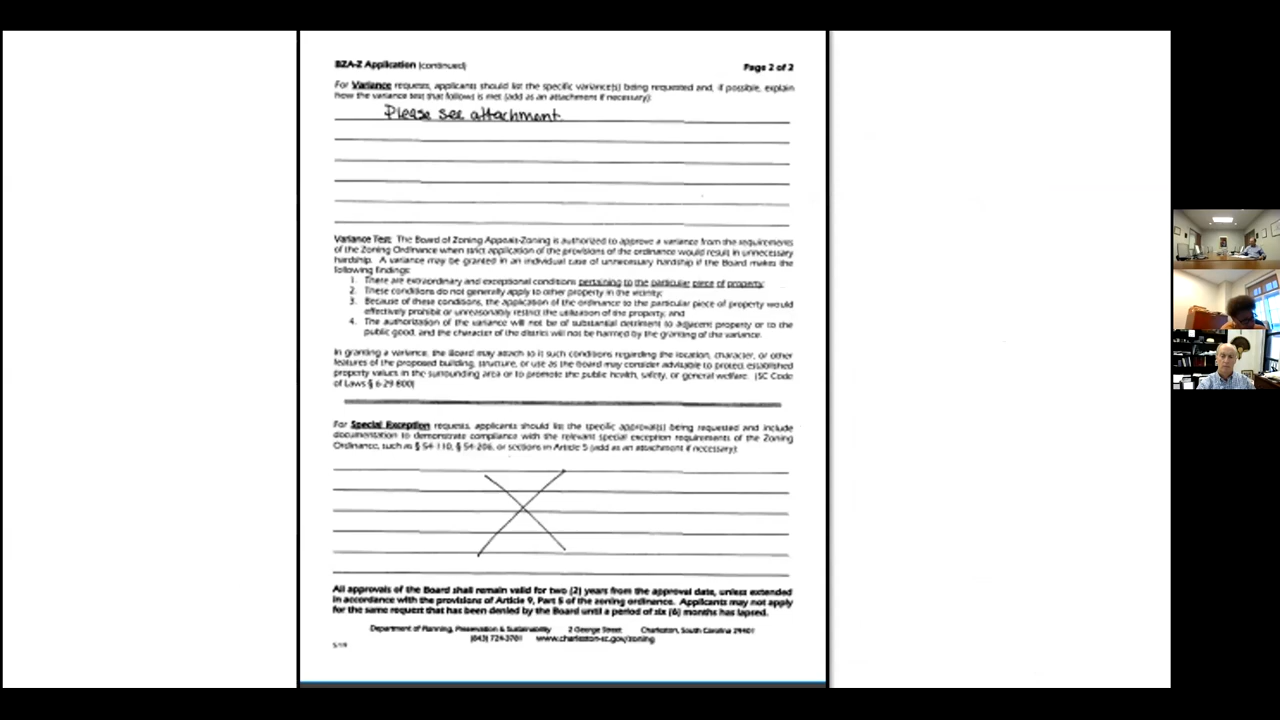 BZA-Z Application (continued)
Page 2 of 2
For Variance requests, applicants should list the specific variance(s) being requested and, if possible, explain
how the variance test that follows is met (add as an attachment if necessary):
Please see attachment
Variance Test: The Board of Zoning Appeals-Zoning is authorized to approve a variance from the requirements
of the Zoning Ordinance when strict application of the provisions of the ordinance would result in unnecessary
hardship. A variance may be granted in an individual case of unnecessary hardship if the Board makes the
following findings:
1. There are extraordinary and exceptional conditions pertaining to the particular piece of property;
2. These conditions do not generally apply to other property in the vicinity;
3. Because of these conditions, the application of the ordinance to the particular piece of property would
effectively prohibit or unreasonably restrict the utilization of the property; and
4. The authorization of the variance will not be of substantial detriment to adjacent property or to the
public good, and the character of the district will not be harmed by the granting of the variance.
In granting a variance, the Board may attach to it such conditions regarding the location, character, or other
features of the proposed building, structure, or use as the Board may consider advisable to protect established
property values in the surrounding area or to promote the public health, safety, or general welfare. (SC Code
of Laws § 6-29-800)
For Special Exception requests, applicants should list the specific approval(s) being requested and include
documentation to demonstrate compliance with the relevant special exception requirements of the Zoning
Ordinance, such as § 54-110, § 54-206, or sections in Article 5 (add as an attachment if necessary):
All approvals of the Board shall remain valid for two (2) years from the approval date, unless extended
in accordance with the provisions of Article 9, Part 5 of the zoning ordinance. Applicants may not apply
for the same request that has been denied by the Board until a period of six (6) months has lapsed.
Department of Planning, Preservation & Sustainability 2 George Street Charleston, South Carolina 29401
(843) 724-3781 www.charleston-sc.gov/zoning
5/19